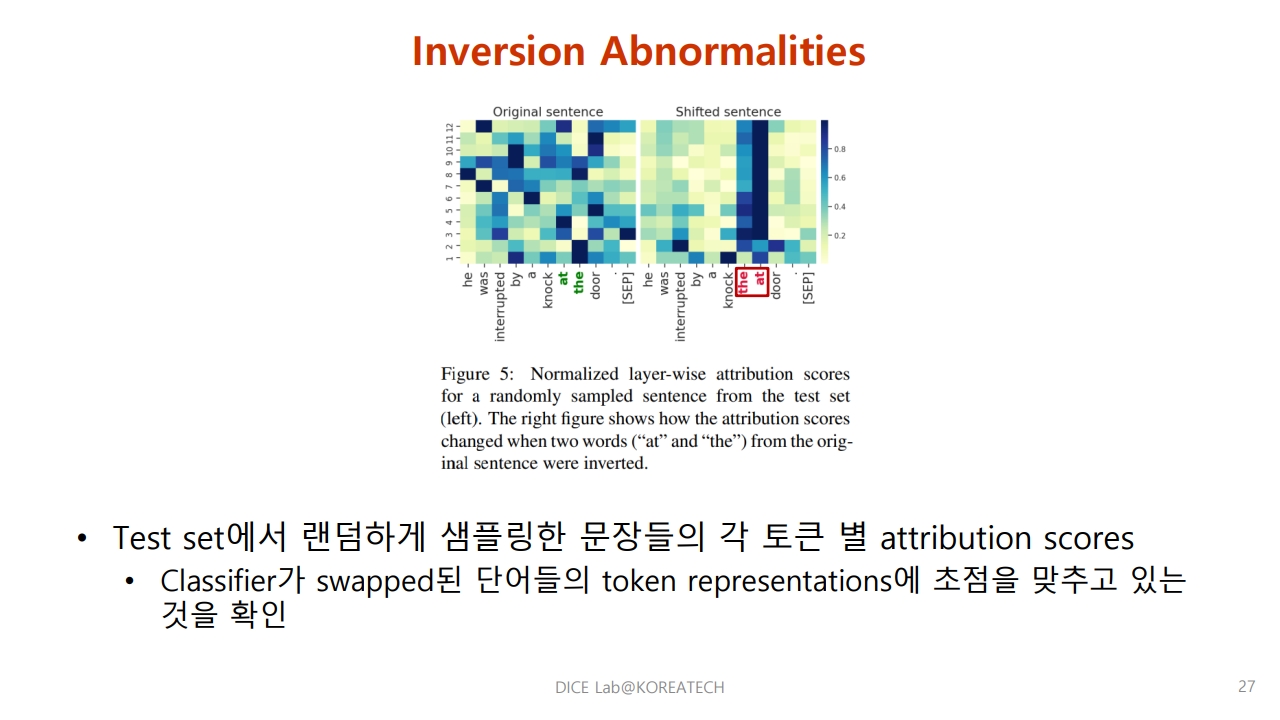 Inversion Abnormalities
Original sentence
Shifted sentence
12
11
10
9
8
7
6
5
4
3
2
1
0.8
0.6
0.4
0.2
he
was
interrupted
by
a
knock
at
the
door
.
[SEP]
he
was
interrupted
by
a
knock
the
at
door
.
[SEP]
Figure 5: Normalized layer-wise attribution scores
for a randomly sampled sentence from the test set
(left). The right figure shows how the attribution scores
changed when two words (“at” and “the”) from the orig-
inal sentence were inverted.
• Test set에서 랜덤하게 샘플링한 문장들의 각 토큰 별 attribution scores
• Classifier가 swapped된 단어들의 token representations에 초점을 맞추고 있는
것을 확인
DICE Lab@KOREATECH
27